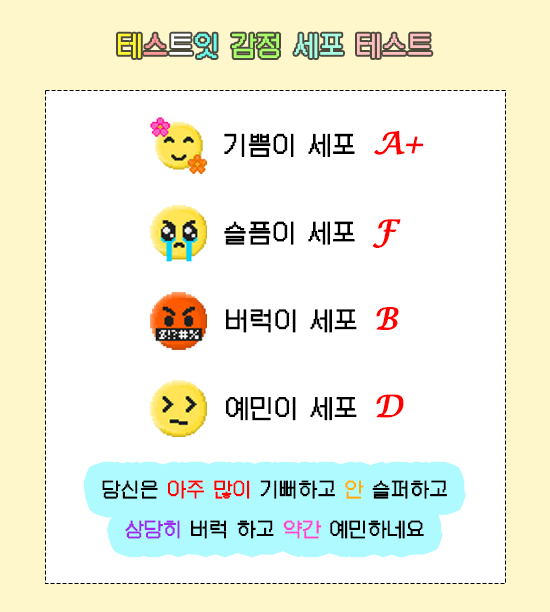 테스트잇 감정 세포 테스트
기쁨이 세포 A+
슬픔이 세포 F
버럭이 세포 B
$!?#%
예민이 세포 D
당신은 아주 많이 기뻐하고 안 슬퍼하고
상당히 버럭 하고 약간 예민하네요